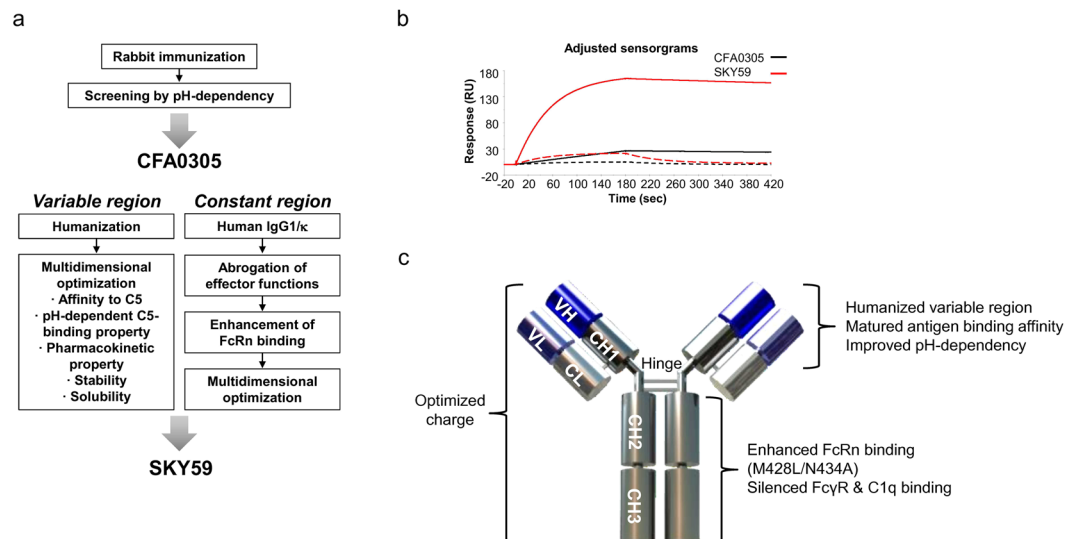 a
Rabbit immunization
Screening by pH-dependency
CFA0305
Variable region
Humanization
Multidimensional
optimization
· Affinity to C5
· pH-dependent C5-
binding property
· Pharmacokinetic
property
· Stability
· Solubility
Constant region
Human IgG1/κ
Abrogation of
effector functions
Enhancement of
FcRn binding
Multidimensional
optimization
SKY59
b
Adjusted sensorgrams
CFA0305
SKY59
Response (RU)
180
130
80
30
-20
-20 20 60 100 140 180 220 260 300 340 380 420
Time (sec)
c
Optimized
charge
VH
CH1
VL
CL
Hinge
CH2
CH3
Humanized variable region
Matured antigen binding affinity
Improved pH-dependency
Enhanced FcRn binding
(M428L/N434A)
Silenced FcγR & C1q binding